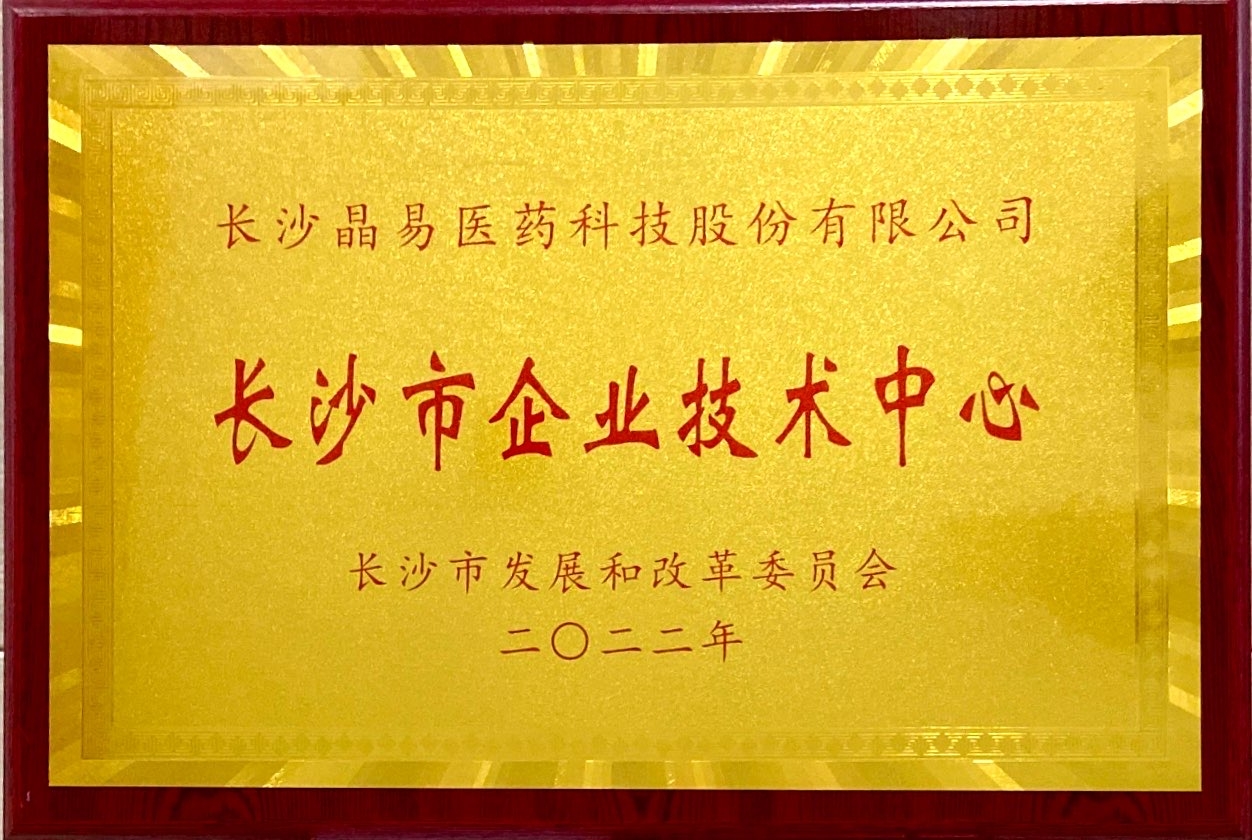 长沙晶易医药科技股份有限公司
长沙市企业技术中心
长沙市发展和改革委员会
二〇二二年